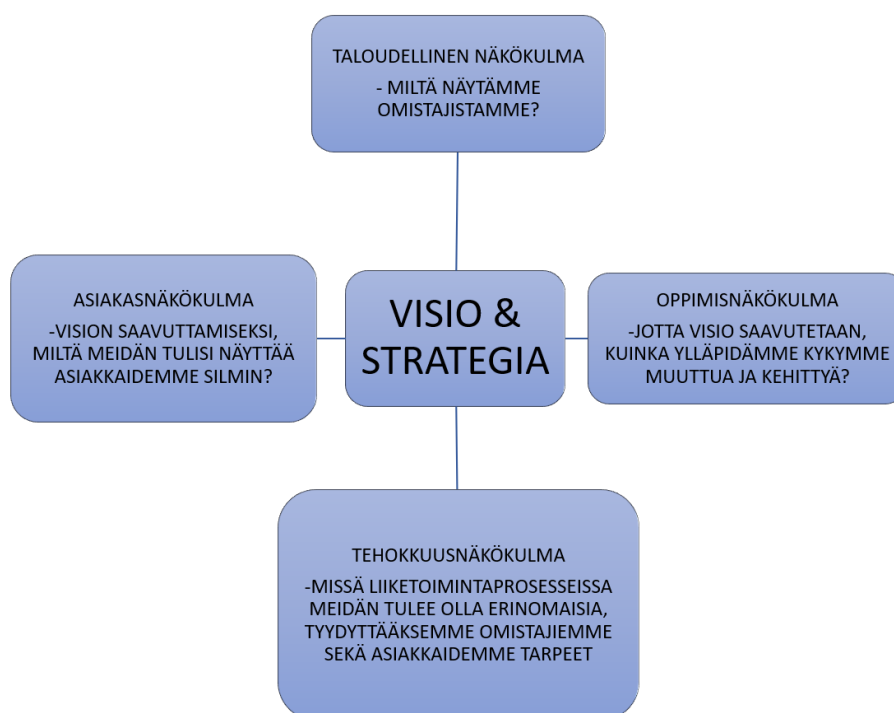 TALOUDELLINEN NÄKÖKULMA
- MILTÄ NÄYTÄMME
OMISTAJISTAMME?
ASIAKASNÄKÖKULMA
-VISION SAAVUTTAMISEKSI,
MILTÄ MEIDÄN TULISI NÄYTTÄÄ
ASIAKKAIDEMME SILMIN?
VISIO &
STRATEGIA
OPPIMISNÄKÖKULMA
-JOTTA VISIO SAAVUTETAAN,
KUINKA YLLÄPIDÄMME KYKYMME
MUUTTUA JA KEHITTYÄ?
TEHOKKUUSNÄKÖKULMA
-MISSÄ LIIKETOIMINTAPROSESSEISSA
MEIDÄN TULEE OLLA ERINOMAISIA,
TYYDYTTÄÄKSEMME OMISTAJIEMME
SEKÄ ASIAKKAIDEMME TARPEET